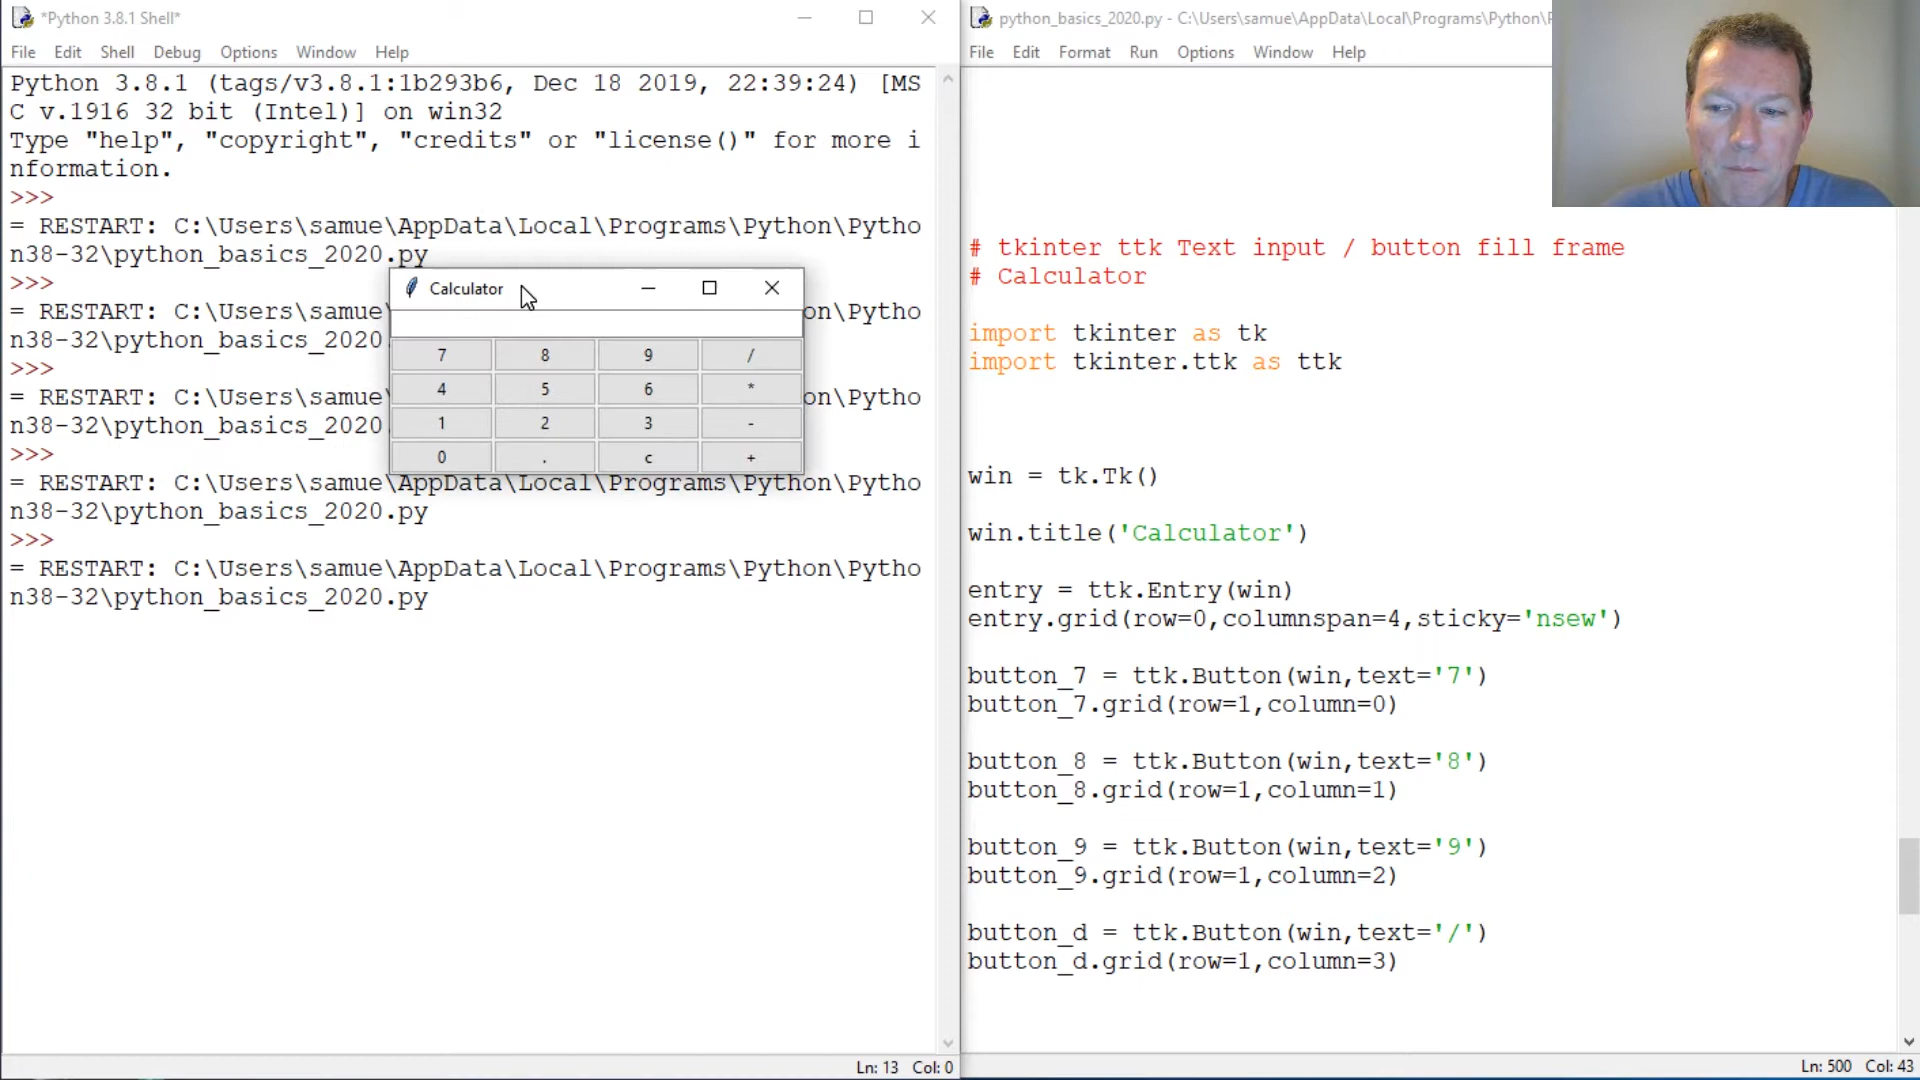 *Python 3.8.1 Shell*
File Edit Shell Debug Options Window Help
Python 3.8.1 (tags/v3.8.1:1b293b6, Dec 18 2019, 22:39:24) [MS
C v.1916 32 bit (Intel)] on win32
Type "help", "copyright", "credits" or "license()" for more i
nformation.
>>>
= RESTART: C:\Users\samue\AppData\Local\Programs\Python\Pytho
n38-32\python_basics_2020.py
>>>
= RESTART: C:\Users\samue\ on\Pytho
n38-32\python_basics_2020.
>>>
= RESTART: C:\Users\samue\ on\Pytho
n38-32\python_basics_2020.
>>>
= RESTART: C:\Users\samue\AppData\Local\Programs\Python\Pytho
n38-32\python_basics_2020.py
>>>
= RESTART: C:\Users\samue\AppData\Local\Programs\Python\Pytho
n38-32\python_basics_2020.py
Ln: 13 Col: 0
Calculator
7 8 9 /
4 5 6 *
1 2 3 -
0 . c +
python_basics_2020.py - C:\Users\samue\AppData\Local\Programs\Python\
File Edit Format Run Options Window Help
# tkinter ttk Text input / button fill frame
# Calculator
import tkinter as tk
import tkinter.ttk as ttk
win = tk.Tk()
win.title('Calculator')
entry = ttk.Entry(win)
entry.grid(row=0,columnspan=4,sticky='nsew')
button_7 = ttk.Button(win,text='7')
button_7.grid(row=1,column=0)
button_8 = ttk.Button(win,text='8')
button_8.grid(row=1,column=1)
button_9 = ttk.Button(win,text='9')
button_9.grid(row=1,column=2)
button_d = ttk.Button(win,text='/')
button_d.grid(row=1,column=3)
Ln: 500 Col: 43